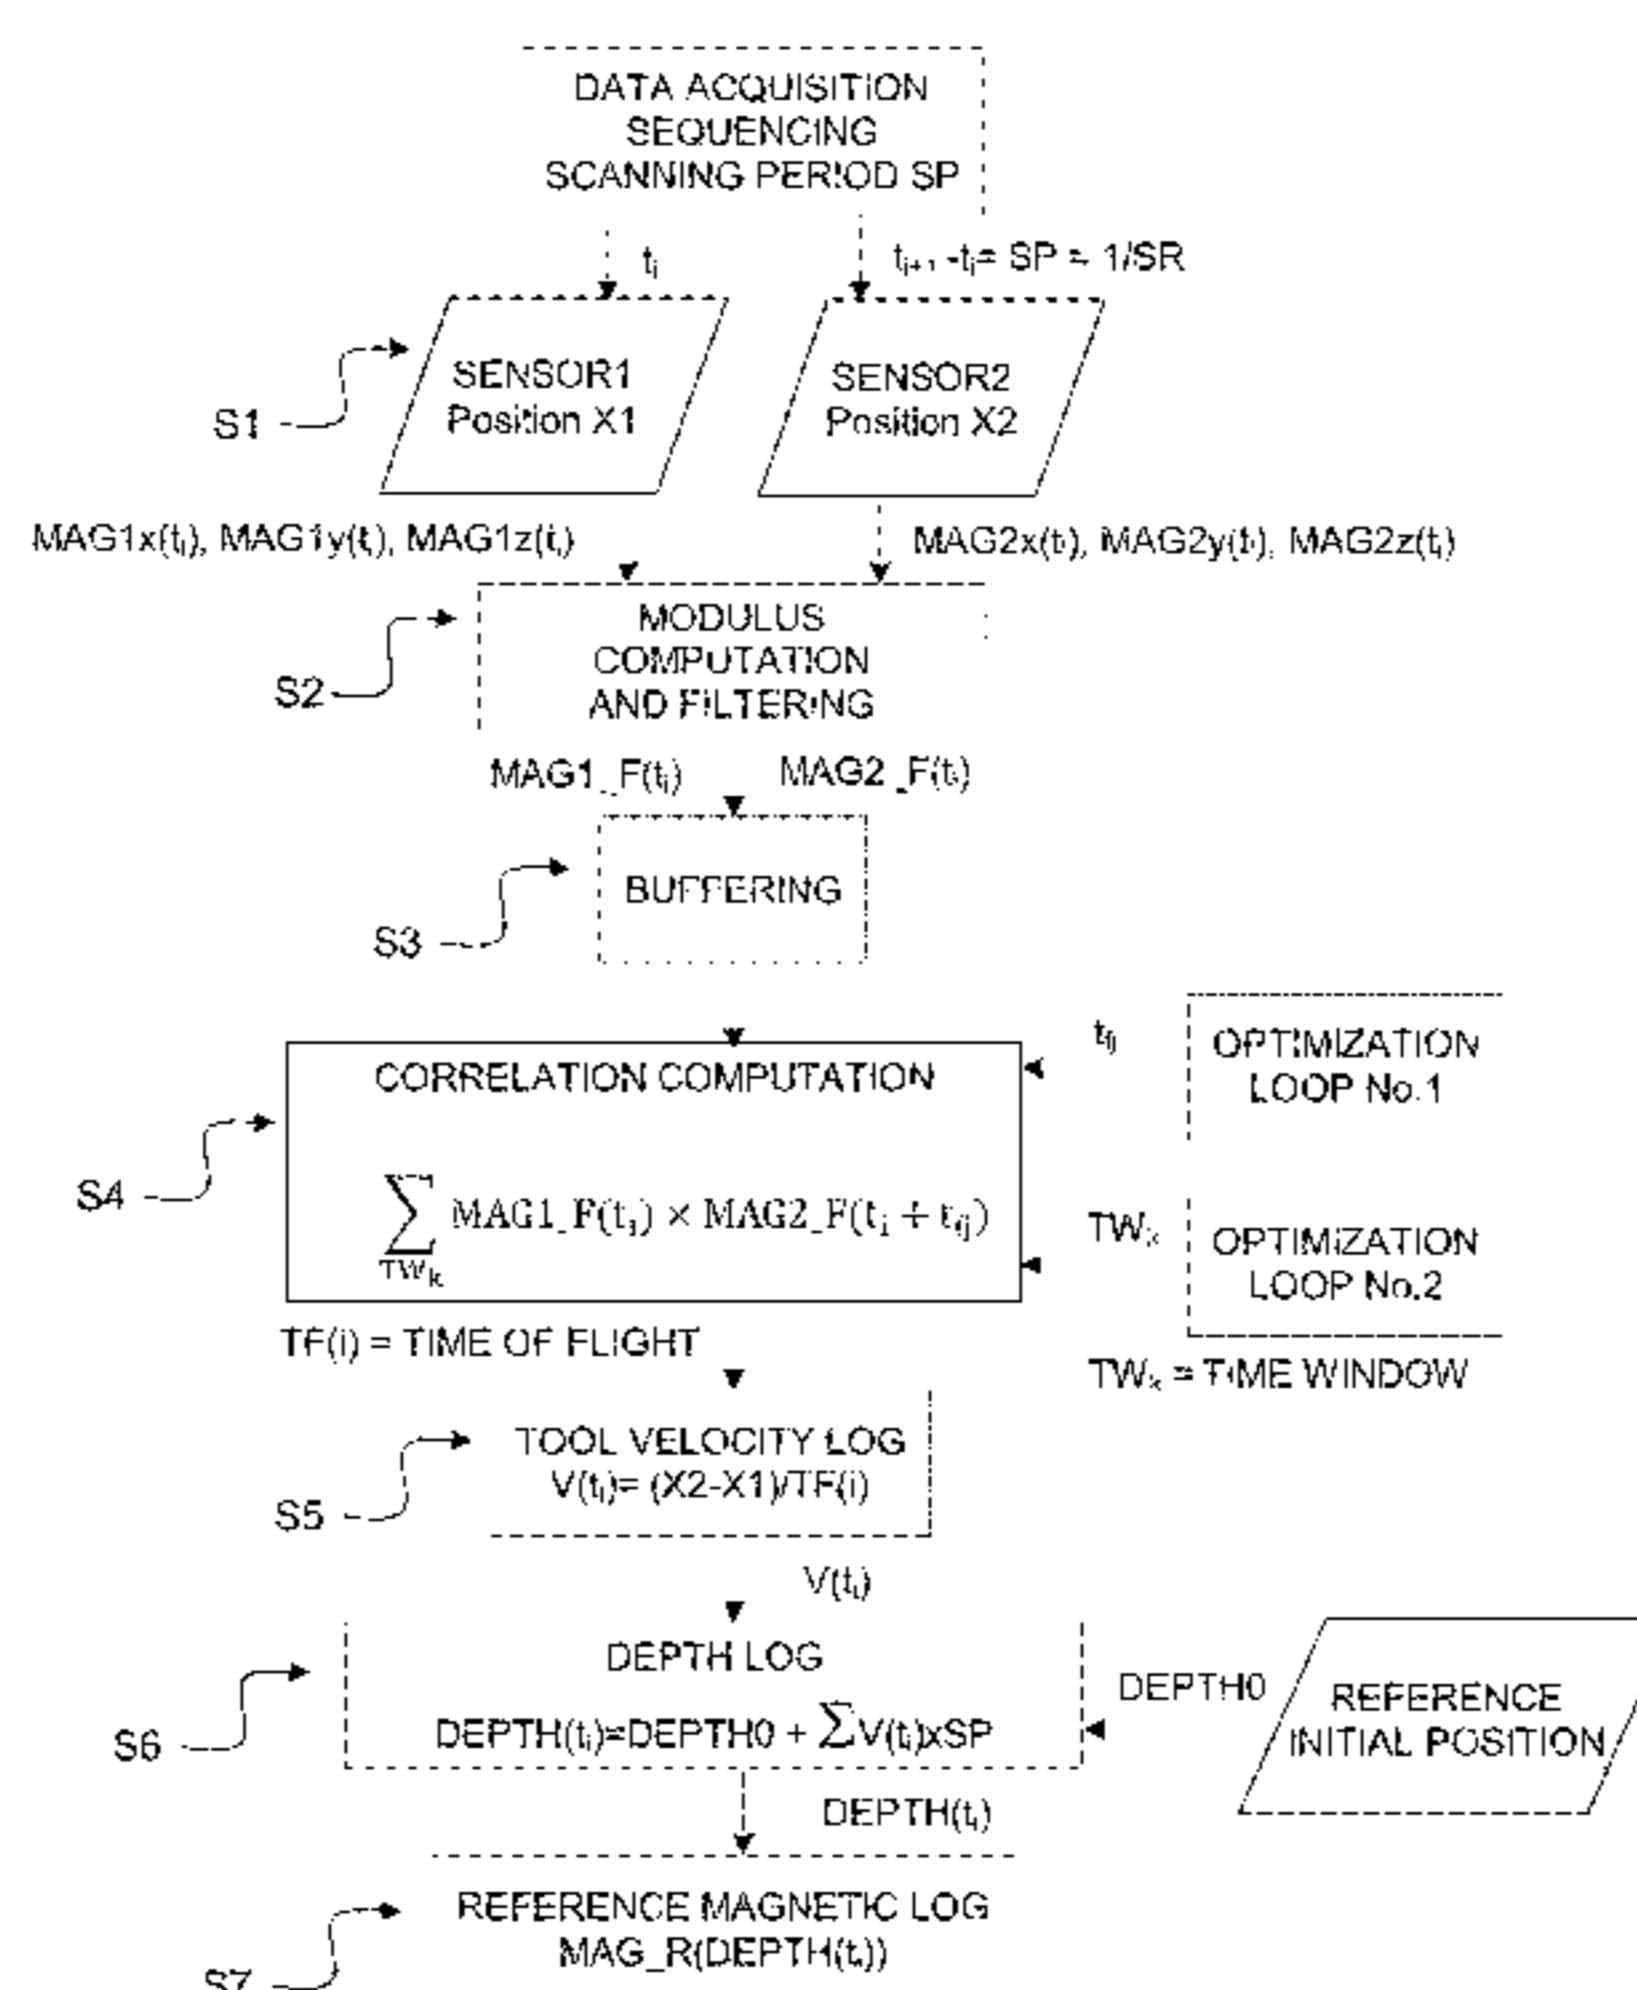 DATA ACQUISITION
SEQUENCING
SCANNING PERIOD SP
tᵢ
tᵢ₊₁ -tᵢ= SP = 1/SR
S1
SENSOR1
Position X1
SENSOR2
Position X2
MAG1x(tᵢ), MAG1y(tᵢ), MAG1z(tᵢ)
MAG2x(tᵢ), MAG2y(tᵢ), MAG2z(tᵢ)
S2
MODULUS
COMPUTATION
AND FILTERING
MAG1_F(tᵢ)
MAG2_F(tᵢ)
S3
BUFFERING
S4
CORRELATION COMPUTATION
∑ MAG1_F(tᵢ) × MAG2_F(tᵢ + t_fj)
TWₖ
t_fj
OPTIMIZATION
LOOP No.1
TWₖ
OPTIMIZATION
LOOP No.2
TF(i) = TIME OF FLIGHT
TWₖ = TIME WINDOW
S5
TOOL VELOCITY LOG
V(tᵢ)= (X2-X1)/TF(i)
V(tᵢ)
S6
DEPTH LOG
DEPTH(tᵢ)=DEPTH0 + ∑V(tᵢ)xSP
DEPTH0
REFERENCE
INITIAL POSITION
DEPTH(tᵢ)
S7
REFERENCE MAGNETIC LOG
MAG_R(DEPTH(tᵢ))